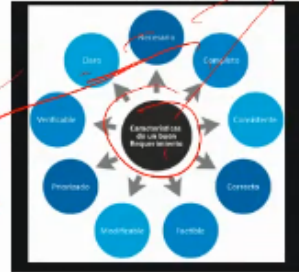 Necesario
Claro
Completo
Verificable
Características
de un buen
Requerimiento
Consistente
Priorizado
Correcto
Modificable
Factible